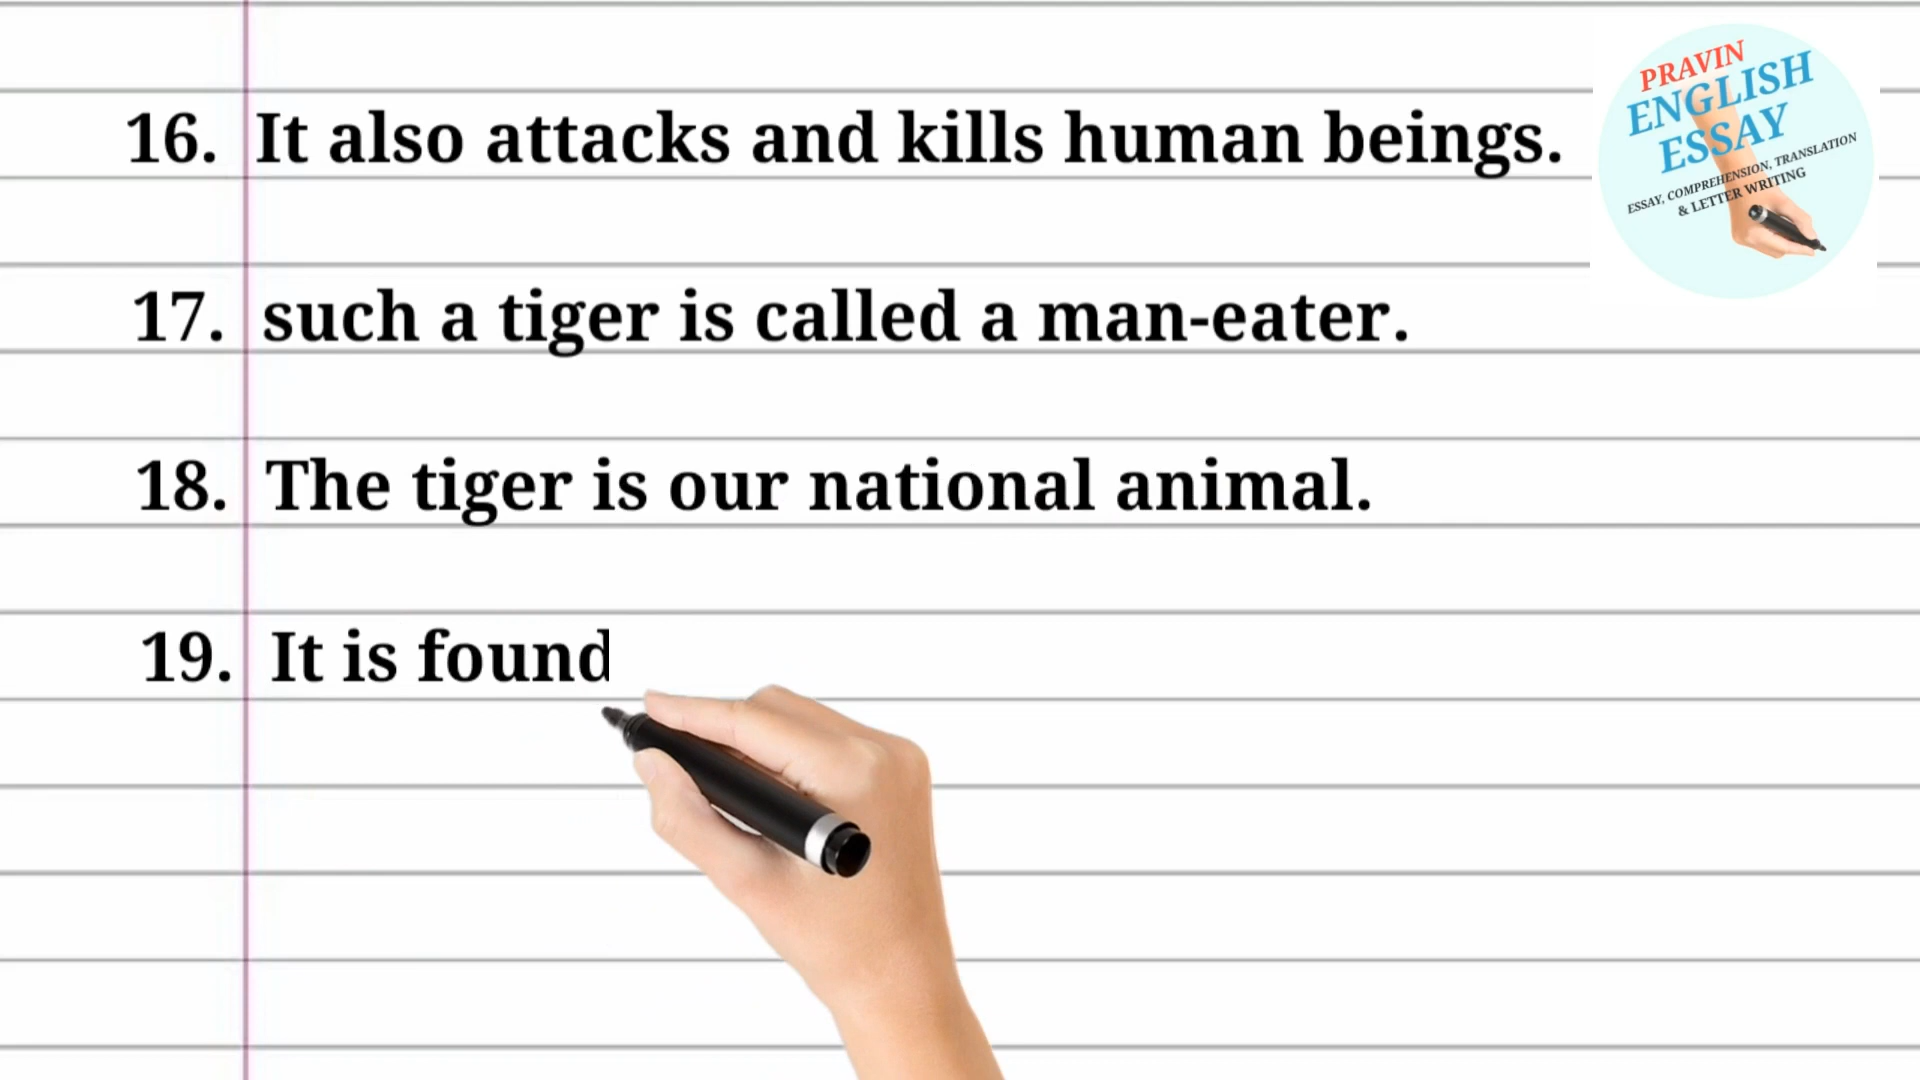 16. It also attacks and kills human beings.
17. such a tiger is called a man-eater.
18. The tiger is our national animal.
19. It is found
PRAVIN
ENGLISH
ESSAY
ESSAY, COMPREHENSION, TRANSLATION
& LETTER WRITING